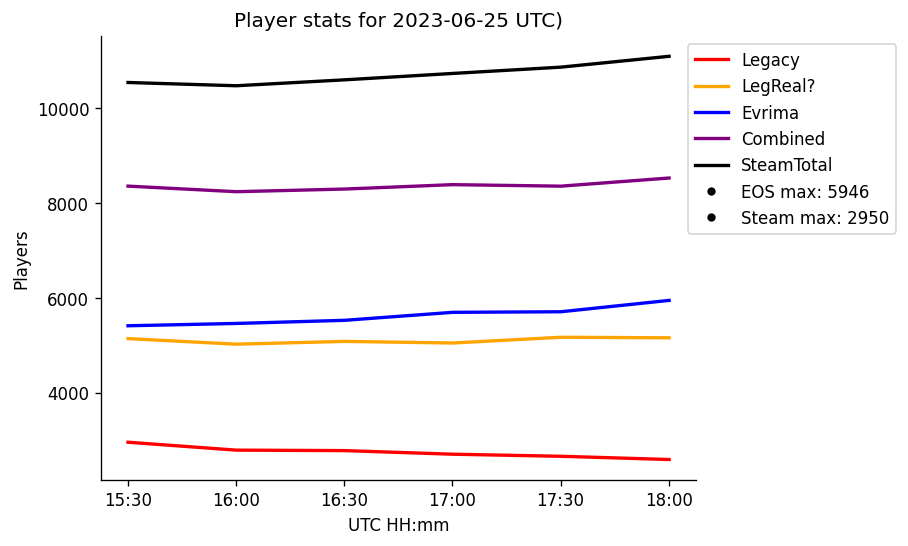 Player stats for 2023-06-25 UTC)
Legacy
LegReal?
Evrima
Combined
SteamTotal
EOS max: 5946
Steam max: 2950
Players
10000
8000
6000
4000
15:30 16:00 16:30 17:00 17:30 18:00
UTC HH:mm